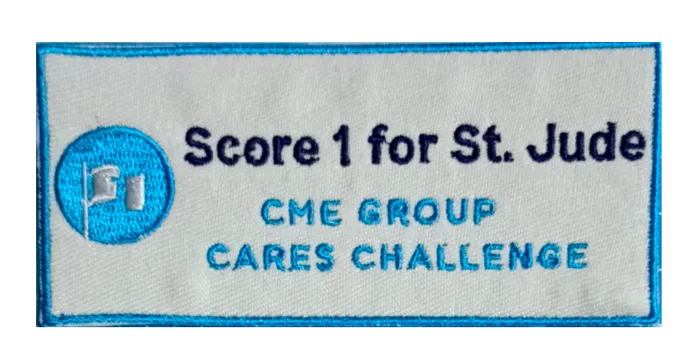 Score 1 for St. Jude
CME GROUP
CARES CHALLENGE